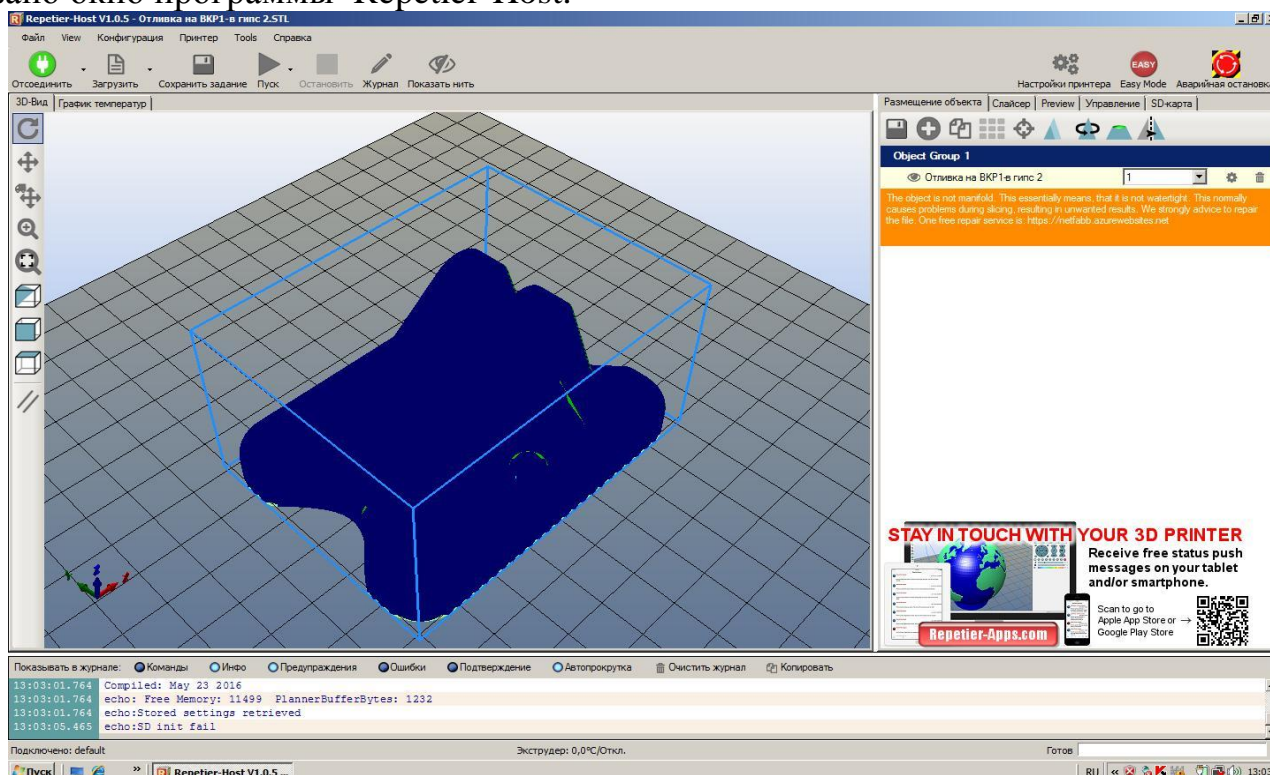 окно программы Repetier-Host.
Repetier-Host V1.0.5 - Отливка на ВКР1-в гипс 2.STL
Файл View Конфигурация Принтер Tools Справка
Отсоединить Загрузить Сохранить задание Пуск Остановить Журнал Показать нить Настройки принтера Easy Mode Аварийная остановка
EASY
3D-Вид График температур Размещение объекта Слайсер Preview Управление SD-карта
Object Group 1
Отливка на ВКР1-в гипс 2 1
The object is not manifold. This essentially means, that it is not watertight. This normally
causes problems during slicing, resulting in unwanted results. We strongly advice to repair
the file. One free repair service is: https://netfabb.azurewebsites.net
STAY IN TOUCH WITH YOUR 3D PRINTER
Receive free status push
messages on your tablet
and/or smartphone.
Scan to go to
Apple App Store or →
Google Play Store
Repetier-Apps.com
Показывать в журнале: Команды Инфо Предупраждения Ошибки Подтверждение Автопрокрутка Очистить журнал Копировать
13:03:01.764 Compiled: May 23 2016
13:03:01.764 echo: Free Memory: 11499 PlannerBufferBytes: 1232
13:03:01.764 echo:Stored settings retrieved
13:03:05.465 echo:SD init fail
Подключено: default Экструдер: 0,0°C/Откл. Готов
Пуск » Repetier-Host V1.0.5 ... RU « 13:03